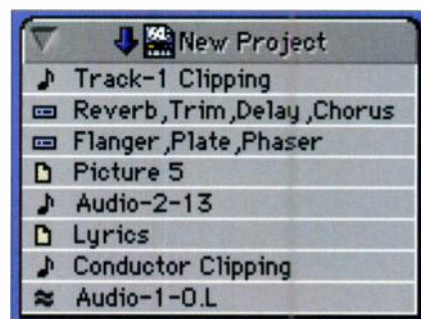 New Project
Track-1 Clipping
Reverb,Trim,Delay,Chorus
Flanger,Plate,Phaser
Picture 5
Audio-2-13
Lyrics
Conductor Clipping
Audio-1-0.L